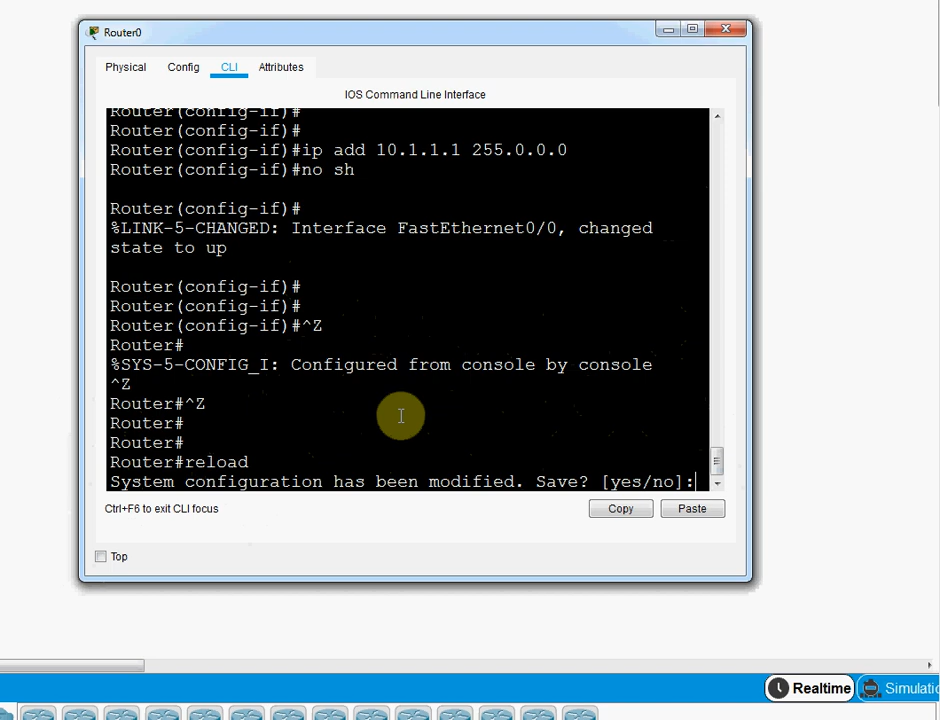 Router0
Physical Config CLI Attributes
IOS Command Line Interface
Router(config-if)#
Router(config-if)#
Router(config-if)#ip add 10.1.1.1 255.0.0.0
Router(config-if)#no sh
Router(config-if)#
%LINK-5-CHANGED: Interface FastEthernet0/0, changed
state to up
Router(config-if)#
Router(config-if)#
Router(config-if)#^Z
Router#
%SYS-5-CONFIG_I: Configured from console by console
^Z
Router#^Z
Router#
Router#
Router#reload
System configuration has been modified. Save? [yes/no]:
Ctrl+F6 to exit CLI focus
Copy Paste
Top
Realtime